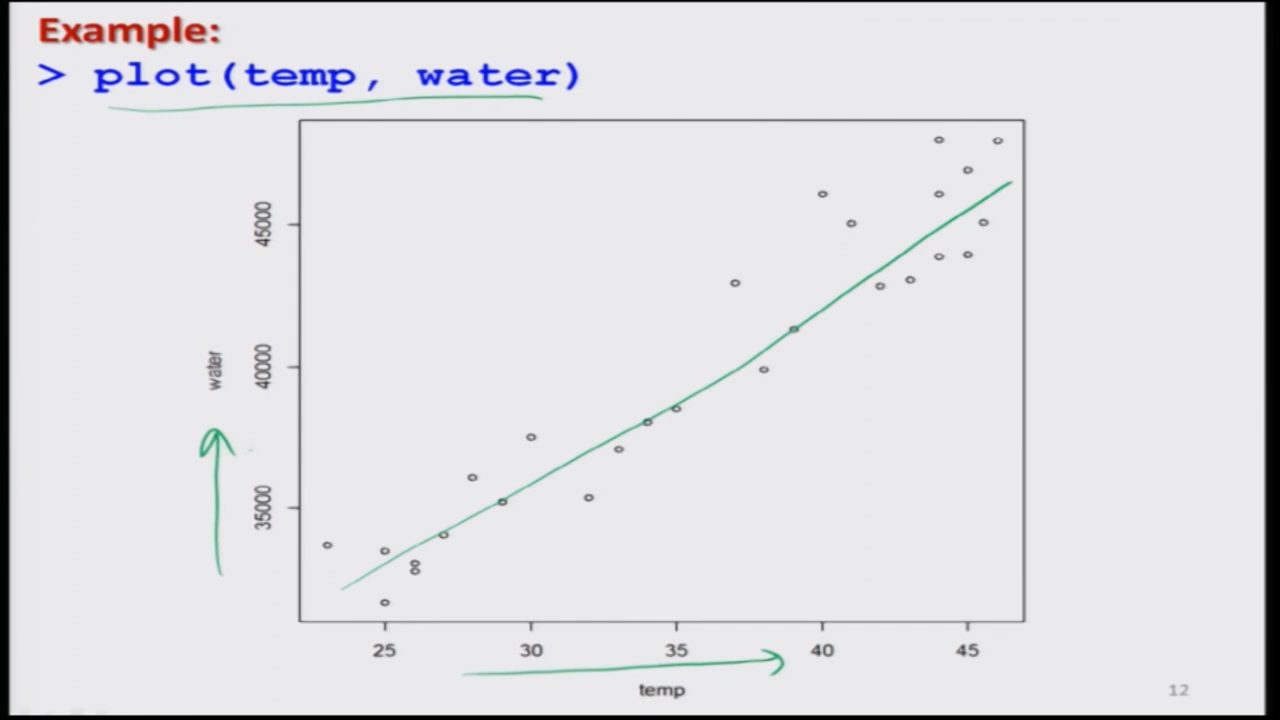 Example:
> plot(temp, water)
45000
40000
35000
water
25 30 35 40 45
temp
12